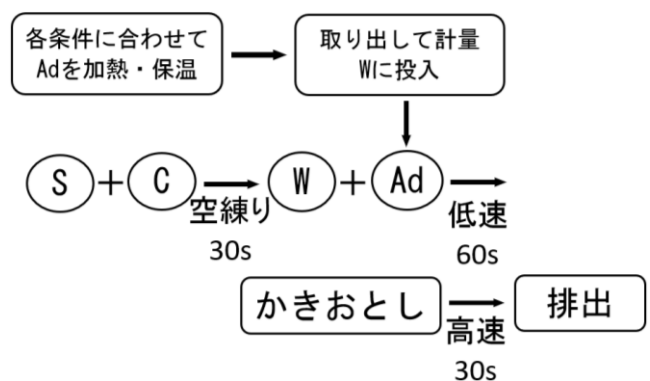 各条件に合わせて
Adを加熱・保温
取り出して計量
Wに投入
S + C 空練り W + Ad 低速
30s 60s
かきおとし 高速 排出
30s